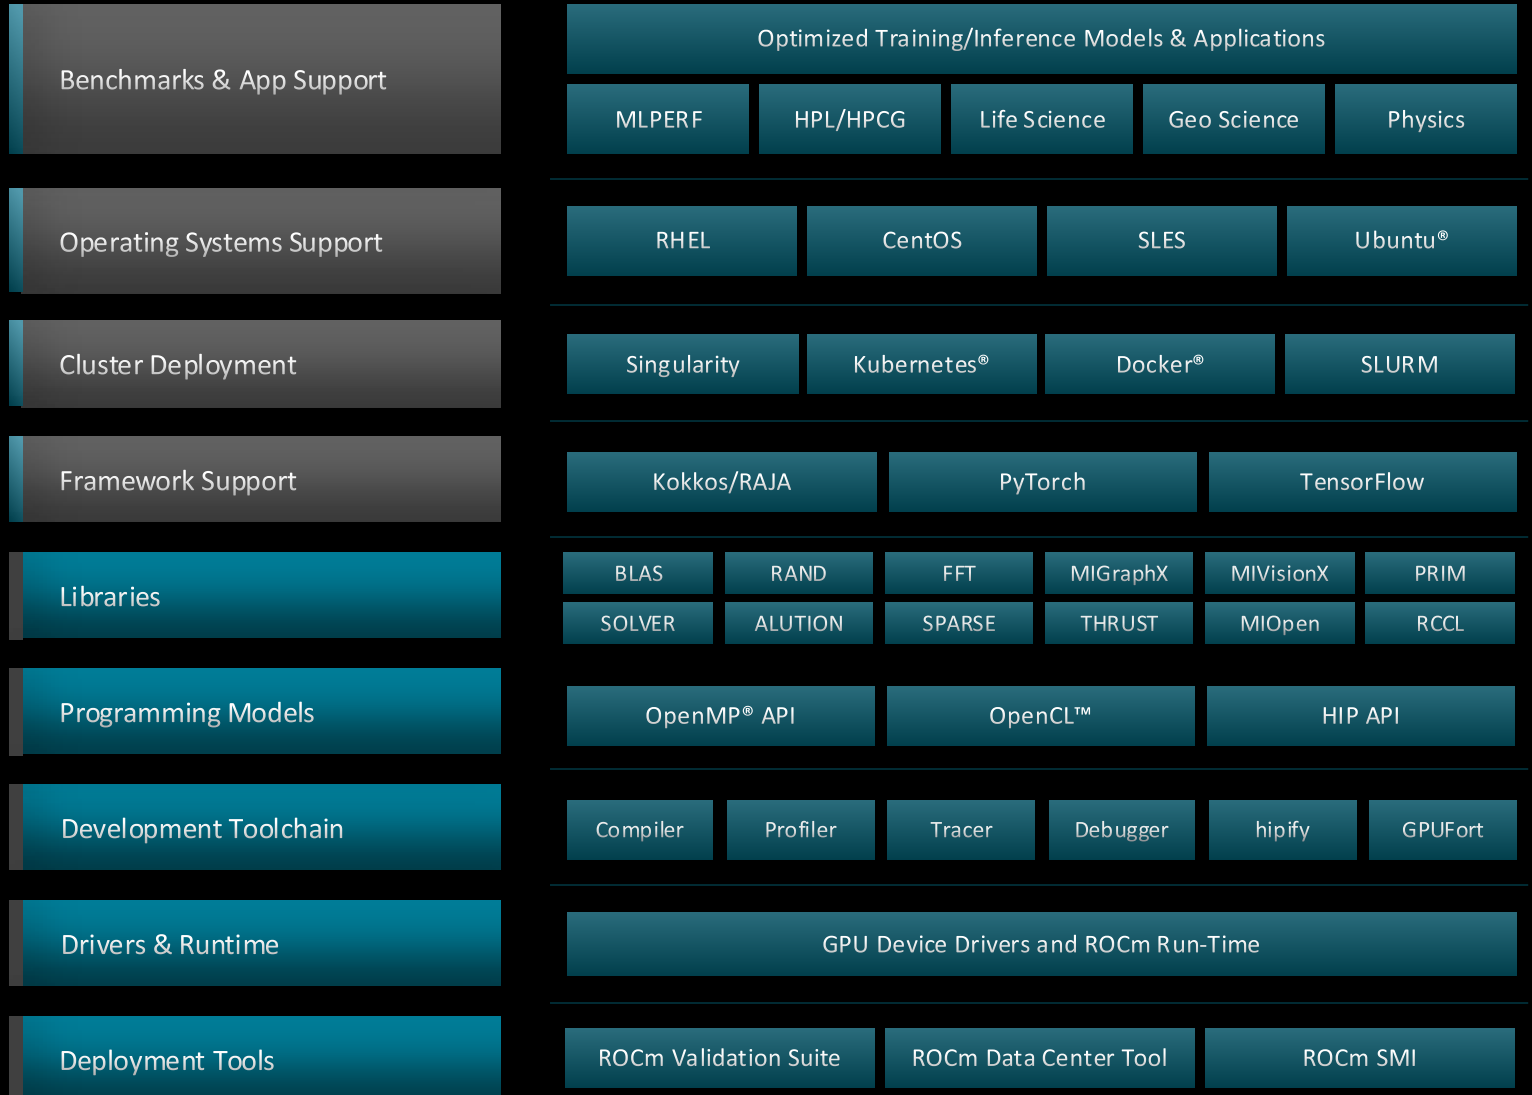 Benchmarks & App Support
Optimized Training/Inference Models & Applications
MLPERF HPL/HPCG Life Science Geo Science Physics
Operating Systems Support
RHEL CentOS SLES Ubuntu®
Cluster Deployment
Singularity Kubernetes® Docker® SLURM
Framework Support
Kokkos/RAJA PyTorch TensorFlow
Libraries
BLAS RAND FFT MIGraphX MIVisionX PRIM
SOLVER ALUTION SPARSE THRUST MIOpen RCCL
Programming Models
OpenMP® API OpenCL™ HIP API
Development Toolchain
Compiler Profiler Tracer Debugger hipify GPUFort
Drivers & Runtime
GPU Device Drivers and ROCm Run-Time
Deployment Tools
ROCm Validation Suite ROCm Data Center Tool ROCm SMI